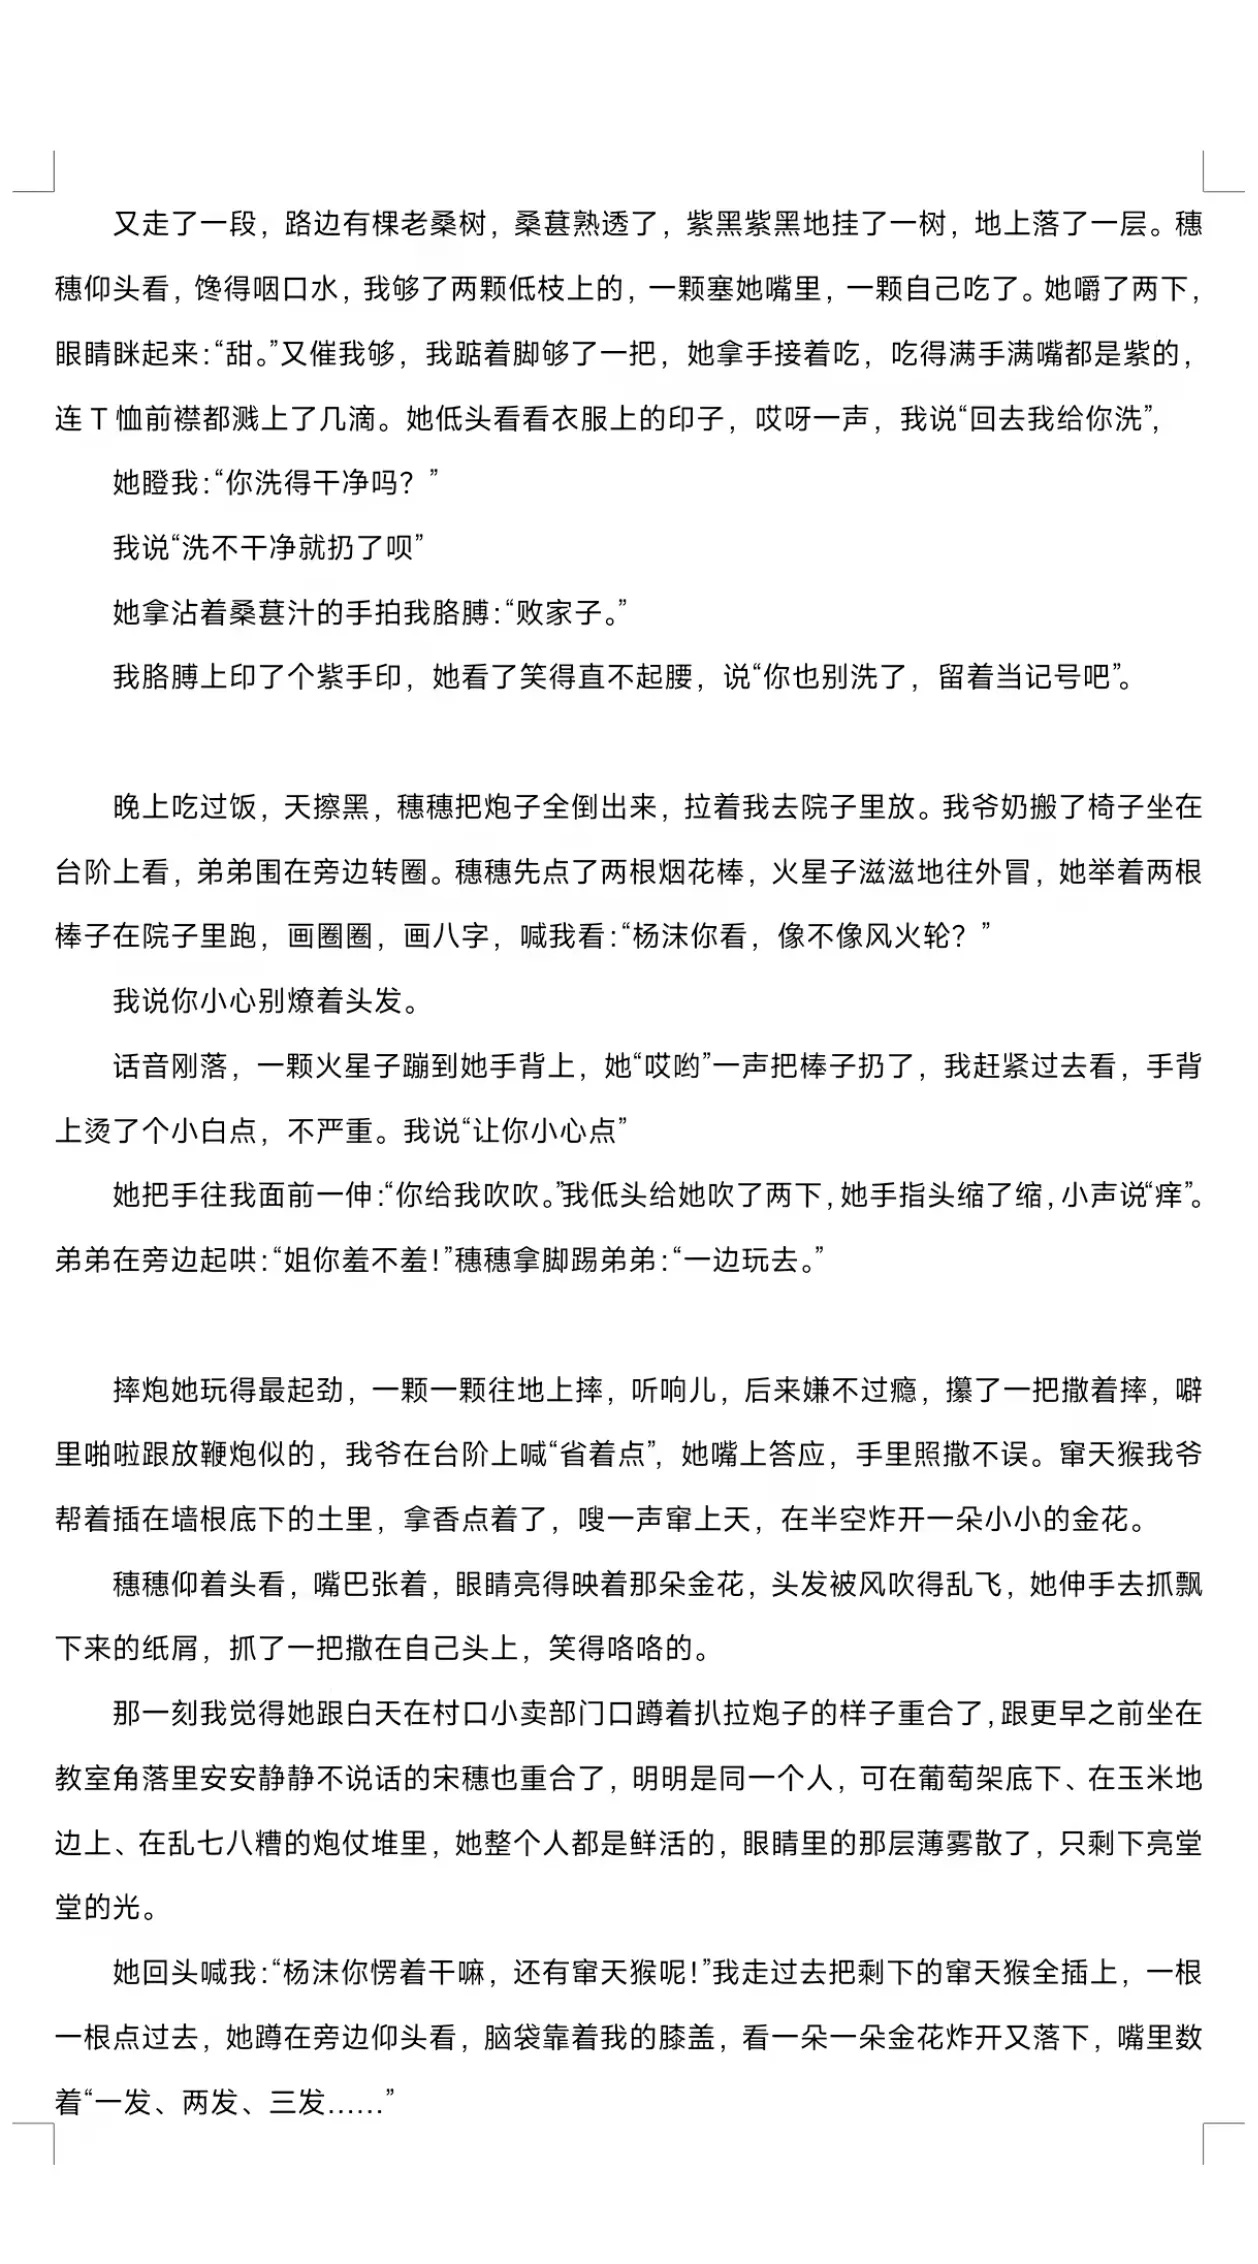 又走了一段，路边有棵老桑树，桑葚熟透了，紫黑紫黑地挂了一树，地上落了一层。穗
穗仰头看，馋得咽口水，我够了两颗低枝上的，一颗塞她嘴里，一颗自己吃了。她嚼了两下，
眼睛眯起来：“甜。”又催我够，我踮着脚够了一把，她拿手接着吃，吃得满手满嘴都是紫的，
连 T 恤前襟都溅上了几滴。她低头看看衣服上的印子，哎呀一声，我说“回去我给你洗”，
她瞪我：“你洗得干净吗？”
我说“洗不干净就扔了呗”
她拿沾着桑葚汁的手拍我胳膊：“败家子。”
我胳膊上印了个紫手印，她看了笑得直不起腰，说“你也别洗了，留着当记号吧”。
晚上吃过饭，天擦黑，穗穗把炮子全倒出来，拉着我去院子里放。我爷奶搬了椅子坐在
台阶上看，弟弟围在旁边转圈。穗穗先点了两根烟花棒，火星子滋滋地往外冒，她举着两根
棒子在院子里跑，画圈圈，画八字，喊我看：“杨沫你看，像不像风火轮？”
我说你小心别燎着头发。
话音刚落，一颗火星子蹦到她手背上，她“哎哟”一声把棒子扔了，我赶紧过去看，手背
上烫了个小白点，不严重。我说“让你小心点”
她把手往我面前一伸：“你给我吹吹。”我低头给她吹了两下，她手指头缩了缩，小声说“痒”。
弟弟在旁边起哄：“姐你羞不羞！”穗穗拿脚踢弟弟：“一边玩去。”
摔炮她玩得最起劲，一颗一颗往地上摔，听响儿，后来嫌不过瘾，攥了一把撒着摔，噼
里啪啦跟放鞭炮似的，我爷在台阶上喊“省着点”，她嘴上答应，手里照撒不误。窜天猴我爷
帮着插在墙根底下的土里，拿香点着了，嗖一声窜上天，在半空炸开一朵小小的金花。
穗穗仰着头看，嘴巴张着，眼睛亮得映着那朵金花，头发被风吹得乱飞，她伸手去抓飘
下来的纸屑，抓了一把撒在自己头上，笑得咯咯的。
那一刻我觉得她跟白天在村口小卖部门口蹲着扒拉炮子的样子重合了，跟更早之前坐在
教室角落里安安静静不说话的宋穗也重合了，明明是同一个人，可在葡萄架底下、在玉米地
边上、在乱七八糟的炮仗堆里，她整个人都是鲜活的，眼睛里的那层薄雾散了，只剩下亮堂
堂的光。
她回头喊我：“杨沫你愣着干嘛，还有窜天猴呢！”我走过去把剩下的窜天猴全插上，一根
一根点过去，她蹲在旁边仰头看，脑袋靠着我的膝盖，看一朵一朵金花炸开又落下，嘴里数
着“一发、两发、三发……”